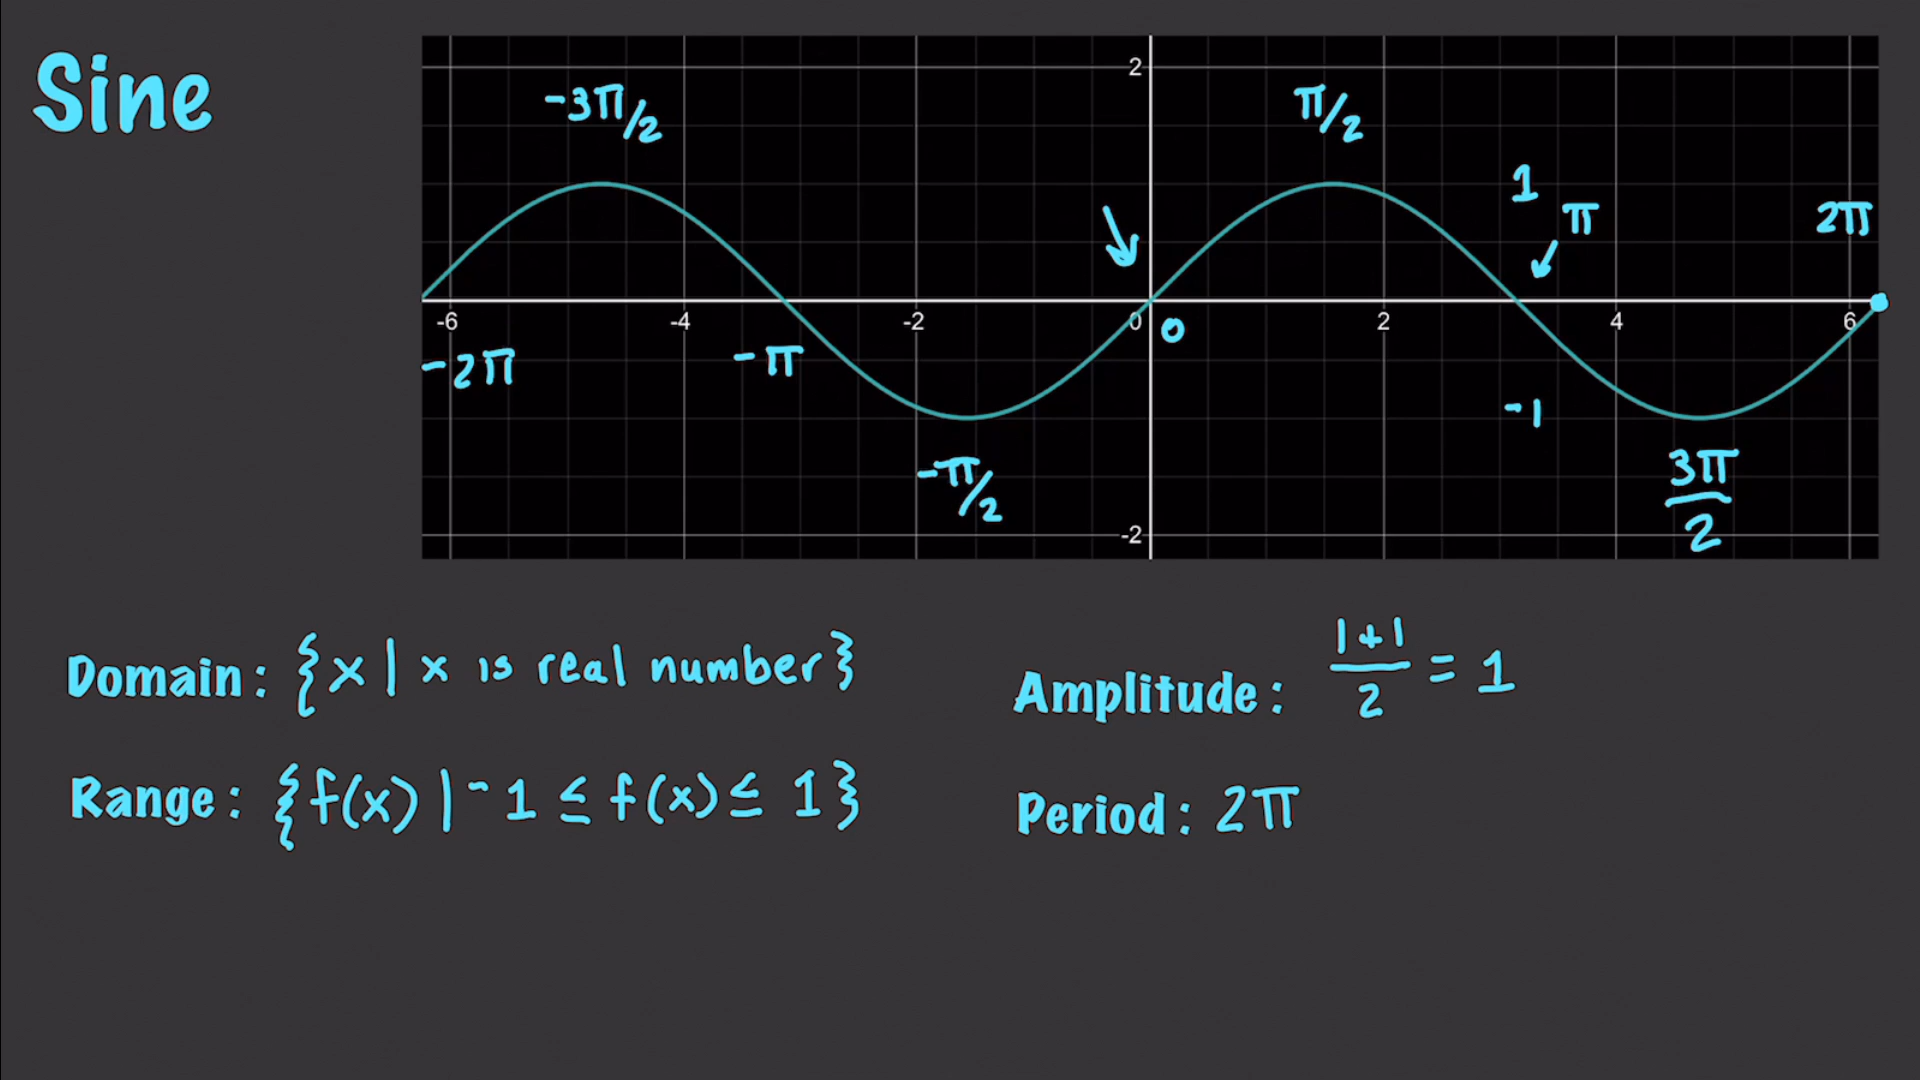 Sine
2
-3π/2
π/2
1
π
2π
-6
-4
-2
0
0
2
4
6
-2π
-π
-1
-π/2
3π
2
-2
Domain: {x | x is real number}
1+1
2
= 1
Amplitude:
Range: {f(x) | -1 ≤ f(x) ≤ 1}
Period: 2π